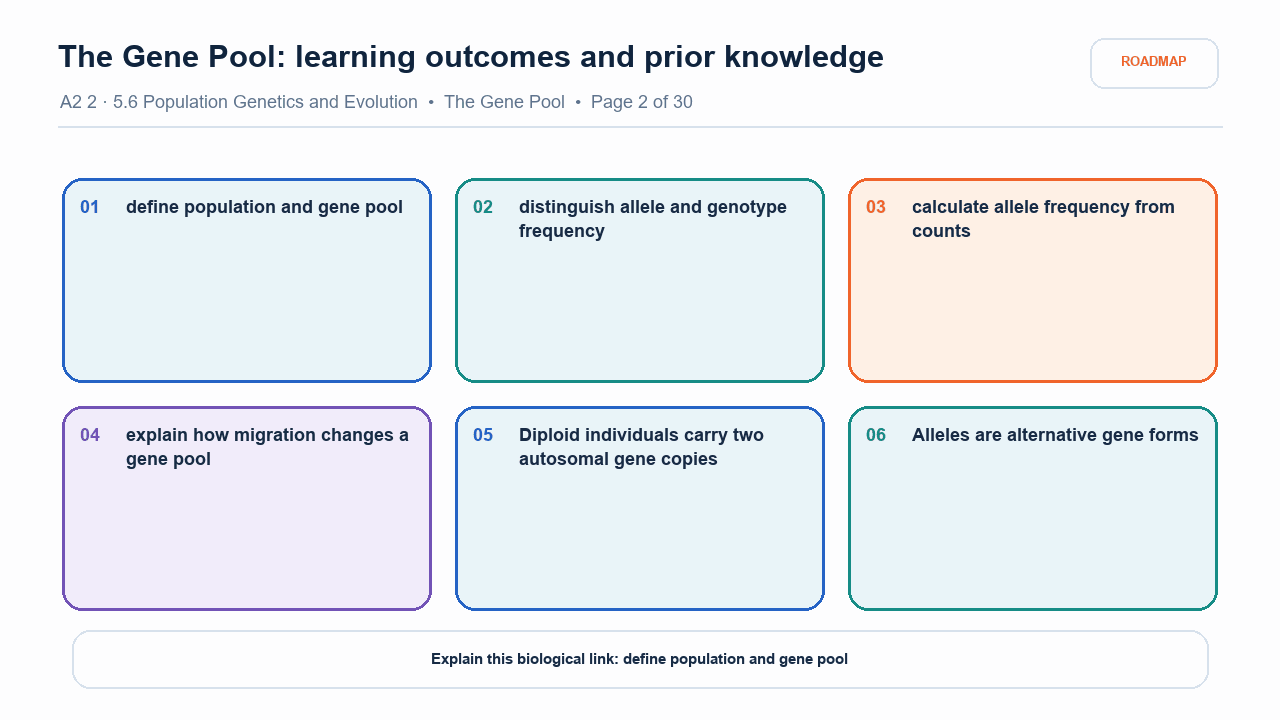 The Gene Pool: learning outcomes and prior knowledge
ROADMAP
A2 2 · 5.6 Population Genetics and Evolution • The Gene Pool • Page 2 of 30
01 define population and gene pool
02 distinguish allele and genotype
frequency
03 calculate allele frequency from
counts
04 explain how migration changes a
gene pool
05 Diploid individuals carry two
autosomal gene copies
06 Alleles are alternative gene forms
Explain this biological link: define population and gene pool